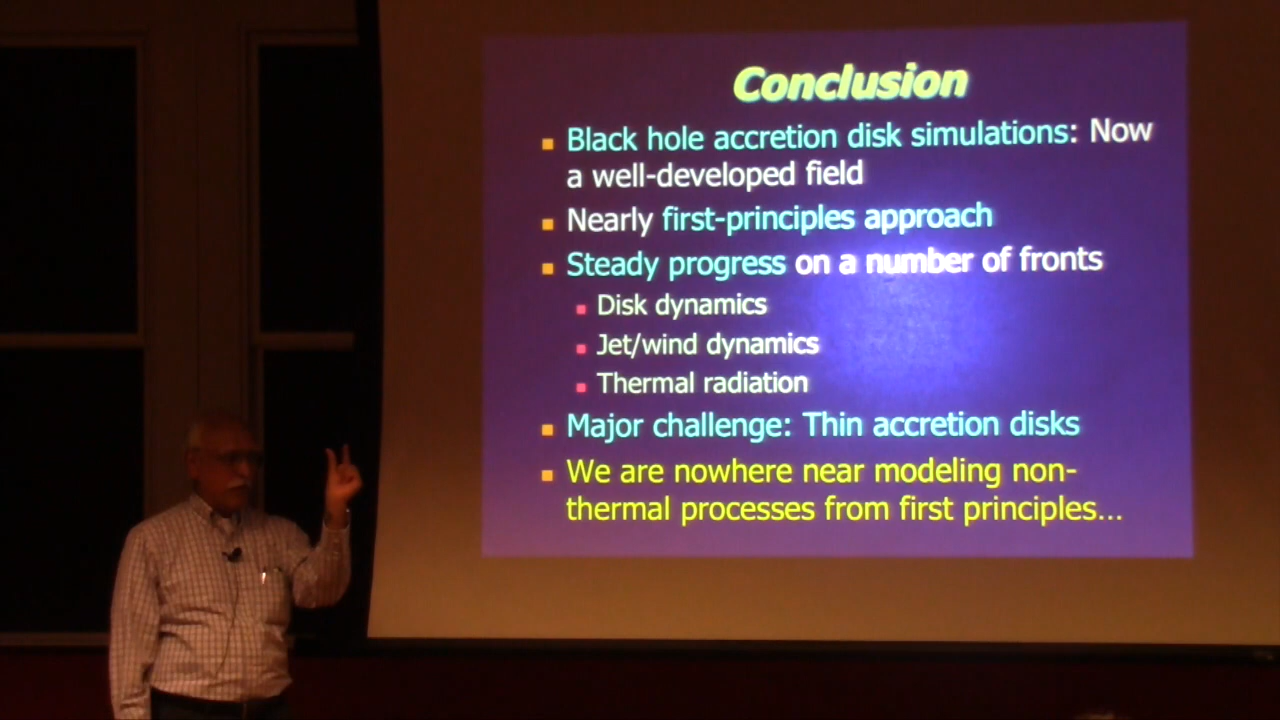 Conclusion
Black hole accretion disk simulations: Now
a well-developed field
Nearly first-principles approach
Steady progress on a number of fronts
Disk dynamics
Jet/wind dynamics
Thermal radiation
Major challenge: Thin accretion disks
We are nowhere near modeling non-
thermal processes from first principles...